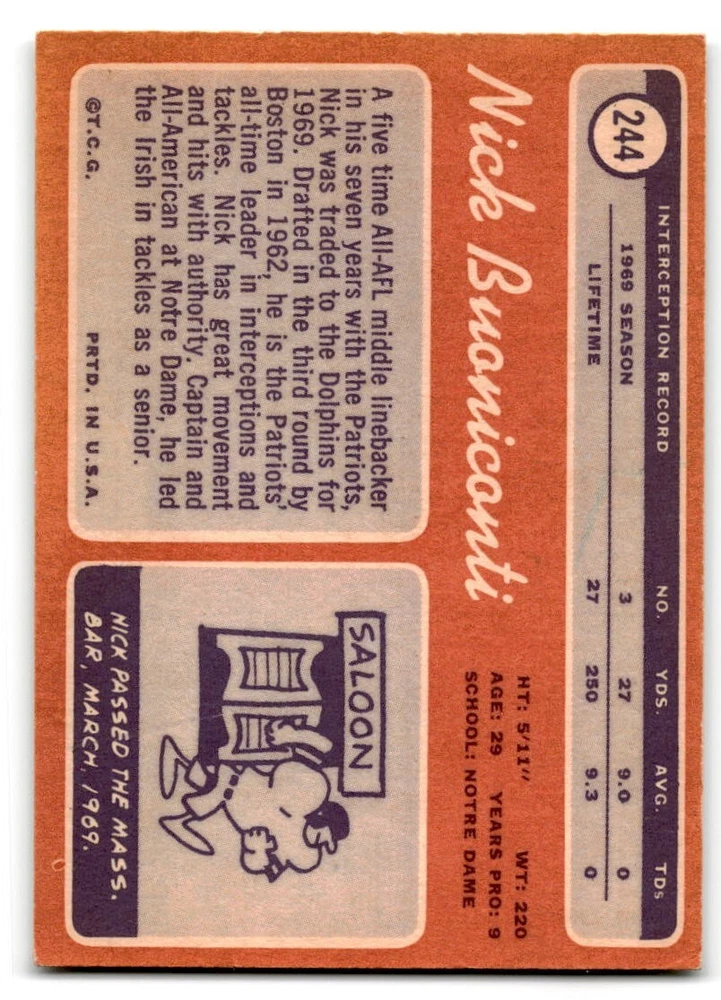 244
INTERCEPTION RECORD NO. YDS. AVG. TDs
1969 SEASON 3 27 9.0 0
LIFETIME 27 250 9.3 0
Nick Buoniconti
HT: 5'11" WT: 220
AGE: 29 YEARS PRO: 9
SCHOOL: NOTRE DAME
A five time All-AFL middle linebacker
in his seven years with the Patriots,
Nick was traded to the Dolphins for
1969. Drafted in the third round by
Boston in 1962, he is the Patriots'
all-time leader in interceptions and
tackles. Nick has great movement
and hits with authority. Captain and
All-American at Notre Dame, he led
the Irish in tackles as a senior.
©T.C.G. PRTD. IN U.S.A.
SALOON
NICK PASSED THE MASS.
BAR, MARCH, 1969.